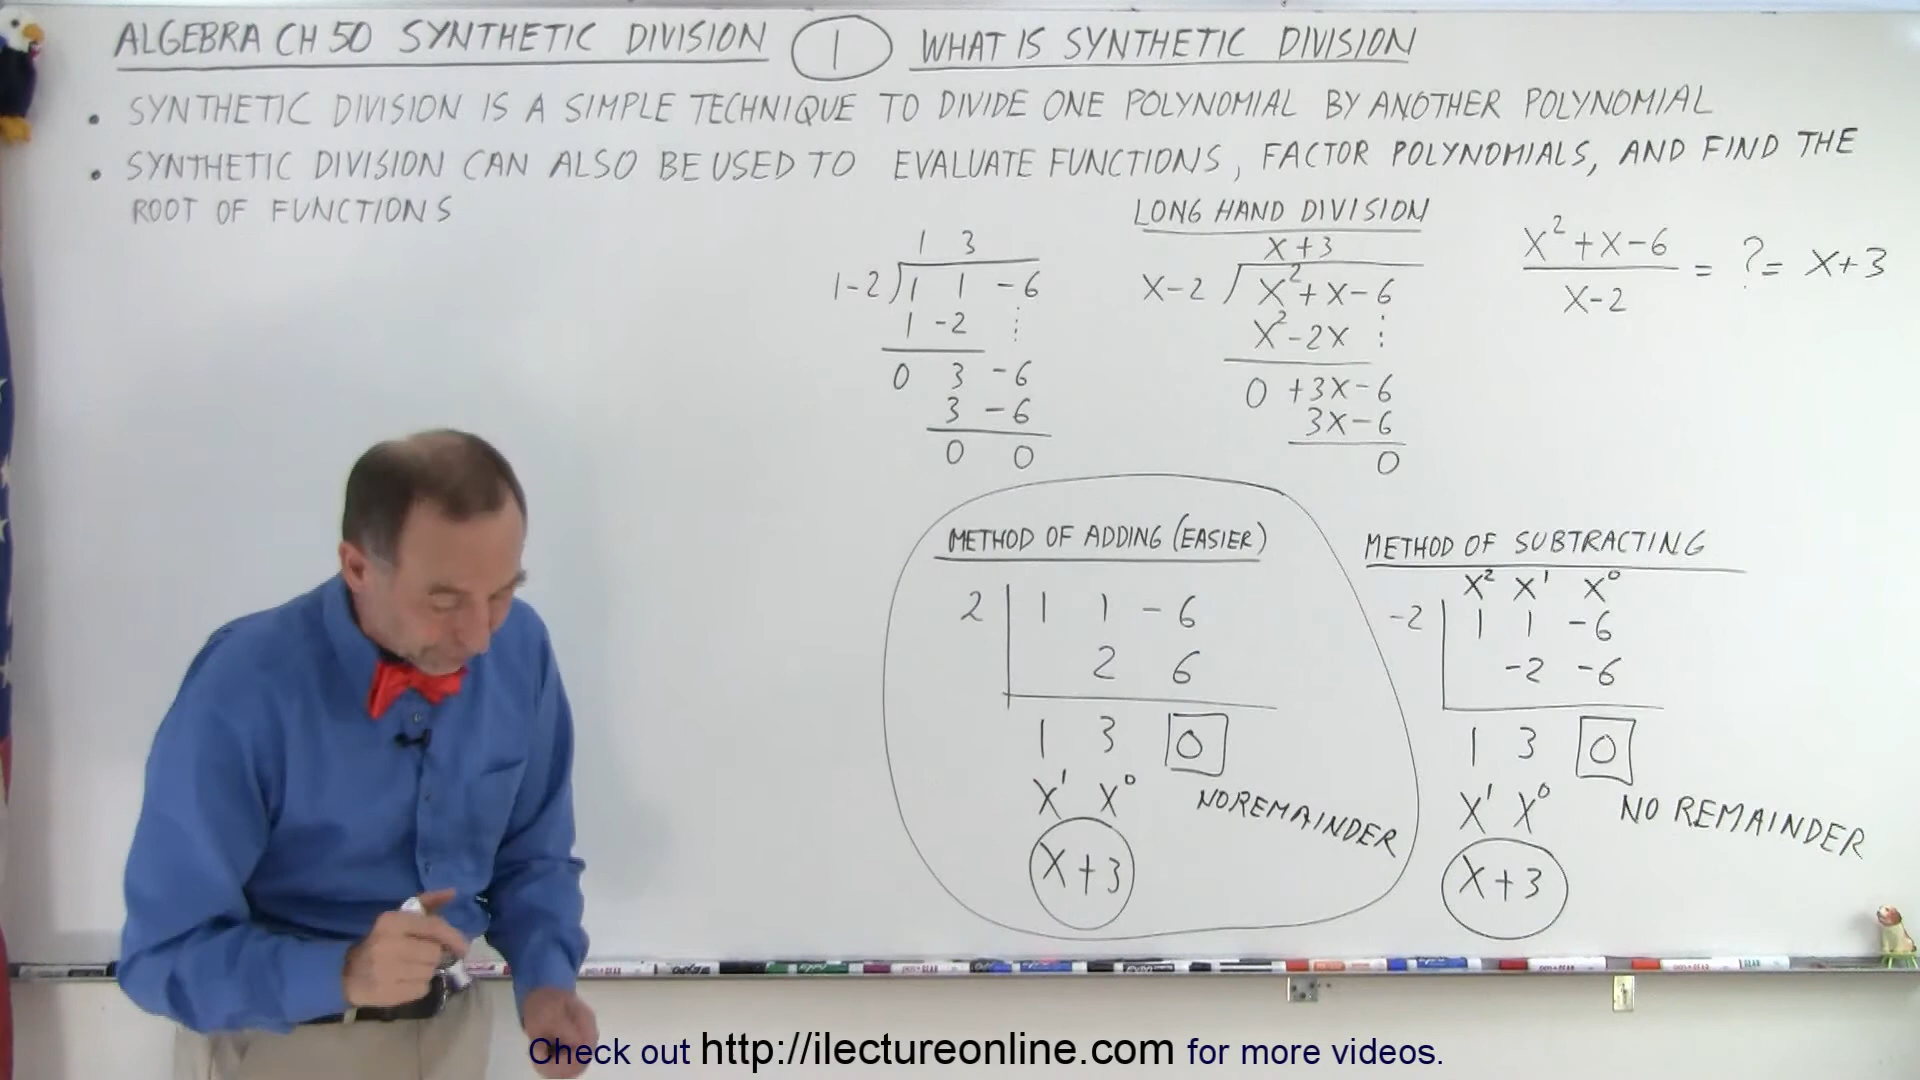 ALGEBRA CH 50 SYNTHETIC DIVISION 1 WHAT IS SYNTHETIC DIVISION
• SYNTHETIC DIVISION IS A SIMPLE TECHNIQUE TO DIVIDE ONE POLYNOMIAL BY ANOTHER POLYNOMIAL
• SYNTHETIC DIVISION CAN ALSO BE USED TO EVALUATE FUNCTIONS, FACTOR POLYNOMIALS, AND FIND THE
ROOT OF FUNCTIONS
1 3
1-2)1 1 -6
1 -2
0 3 -6
3 -6
0 0
LONG HAND DIVISION
X+3
X-2 / X²+X-6
X²-2X
0 +3X-6
3X-6
0
X²+X-6
= ?= X+3
X-2
METHOD OF ADDING (EASIER)
2 | 1 1 -6
2 6
1 3 0
X¹ X⁰ NO REMAINDER
X+3
METHOD OF SUBTRACTING
X² X¹ X⁰
-2 | 1 1 -6
-2 -6
1 3 0
X¹ X⁰ NO REMAINDER
X+3
Check out http://ilectureonline.com for more videos.